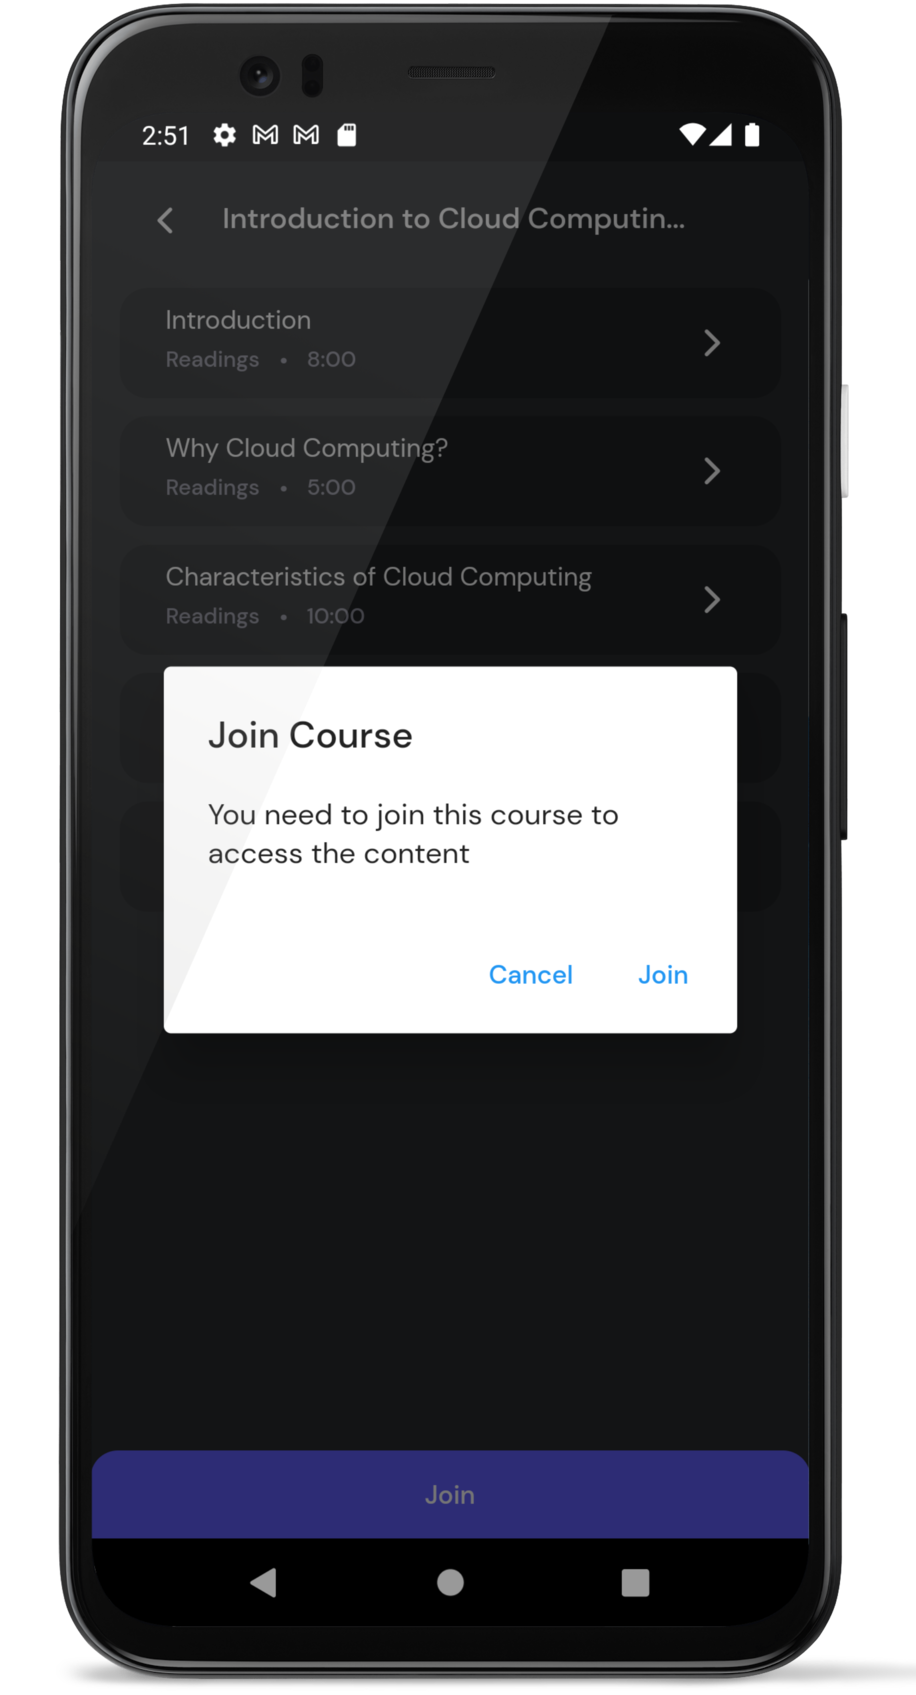 2:51
Introduction to Cloud Computin...
Introduction
Readings • 8:00
Why Cloud Computing?
Readings • 5:00
Characteristics of Cloud Computing
Readings • 10:00
Join Course
You need to join this course to
access the content
Cancel Join
Join